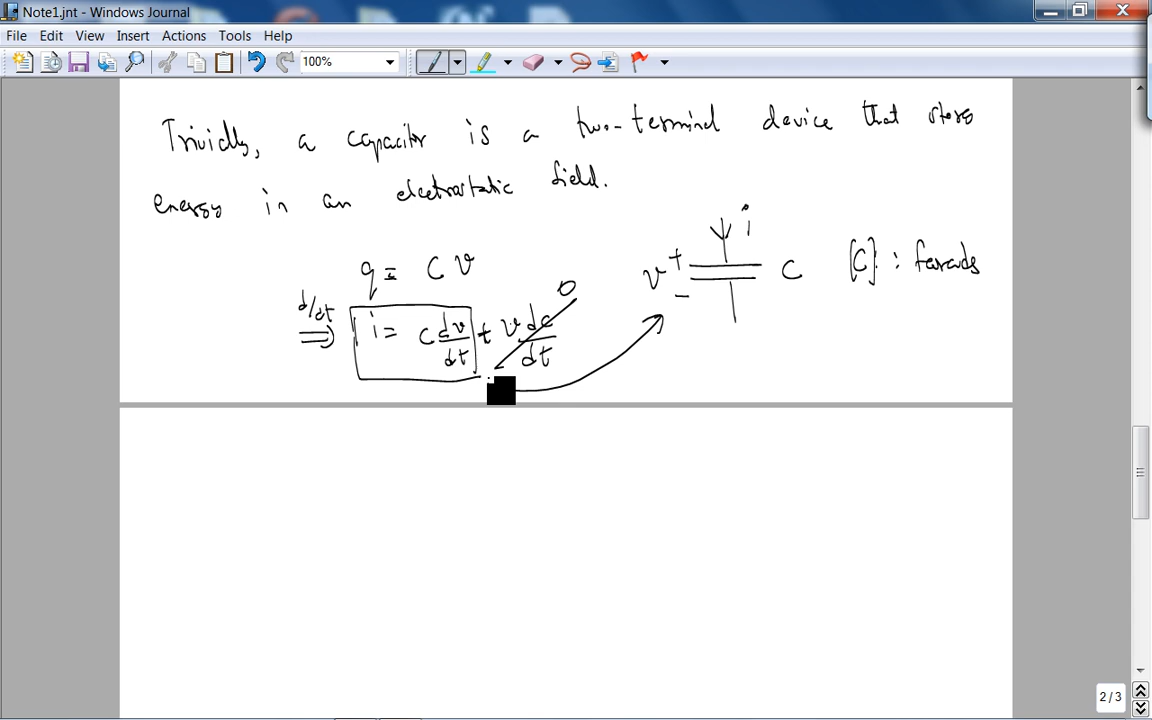 Note1.jnt - Windows Journal
File Edit View Insert Actions Tools Help
100%
Trivially, a capacitor is a two-terminal device that stores
energy in an electrostatic field.
q = C v
d/dt
⇒ i = C dv/dt + v dc/dt 0
i
v + - C [C] : farads
2 / 3